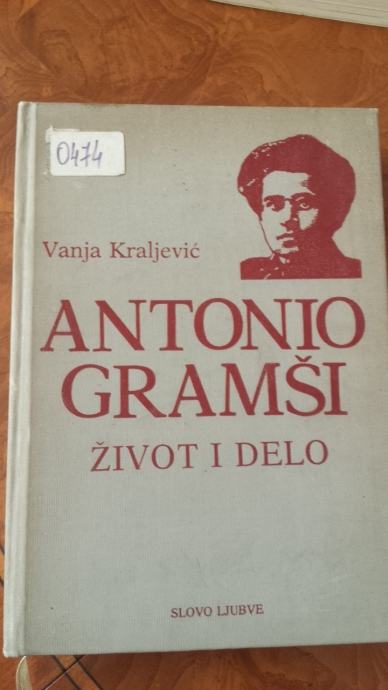 0474
Vanja Kraljević
ANTONIO
GRAMŠI
ŽIVOT I DELO
SLOVO LJUBVE